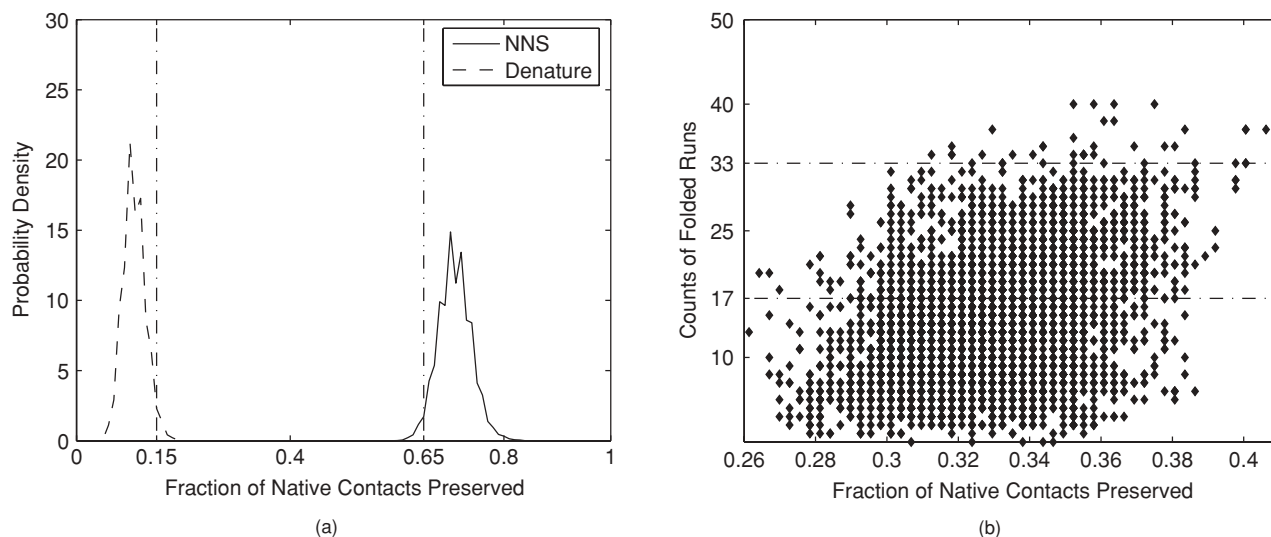 30
25
20
15
10
5
0
Probability Density
NNS
Denature
0 0.15 0.4 0.65 0.8 1
Fraction of Native Contacts Preserved
(a)
50
40
33
25
17
10
Counts of Folded Runs
0.26 0.28 0.3 0.32 0.34 0.36 0.38 0.4
Fraction of Native Contacts Preserved
(b)